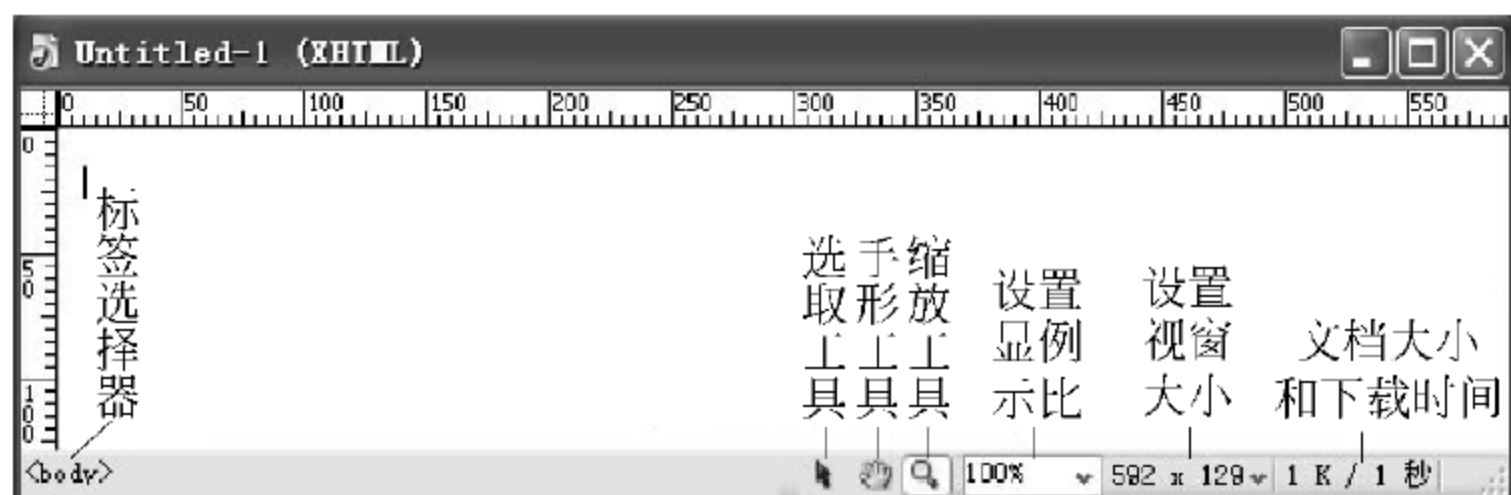 Untitled-1 (XHTML)
0 50 100 150 200 250 300 350 400 450 500 550
0
50
100
标签选择器
选取工具
手形工具
缩放工具
设置
显例
示比
设置
视窗
大小
文档大小
和下载时间
<body> 100% 592 x 129 1 K / 1 秒